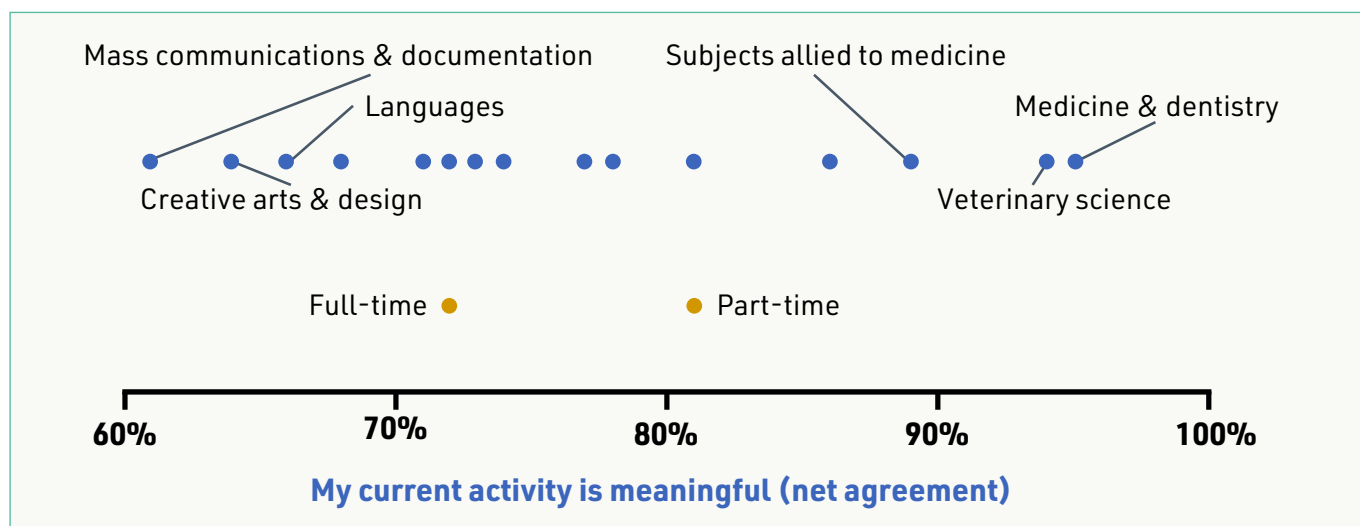 Mass communications & documentation
Subjects allied to medicine
Languages
Medicine & dentistry
Creative arts & design
Veterinary science
Full-time
Part-time
60%
70%
80%
90%
100%
My current activity is meaningful (net agreement)